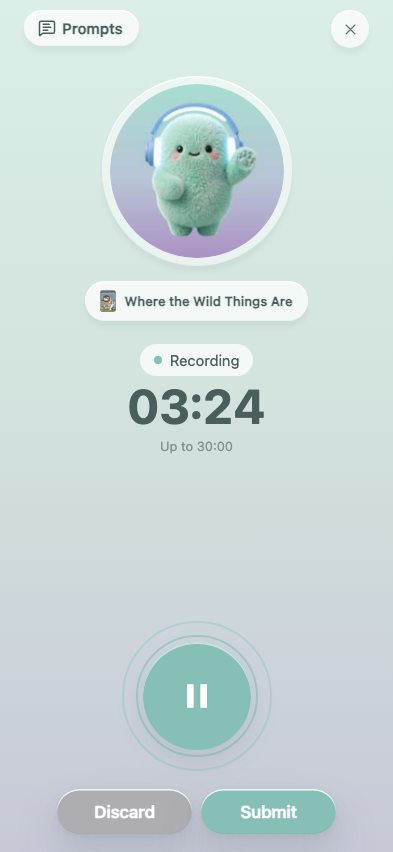 Prompts
Where the Wild Things Are
Recording
03:24
Up to 30:00
Discard
Submit